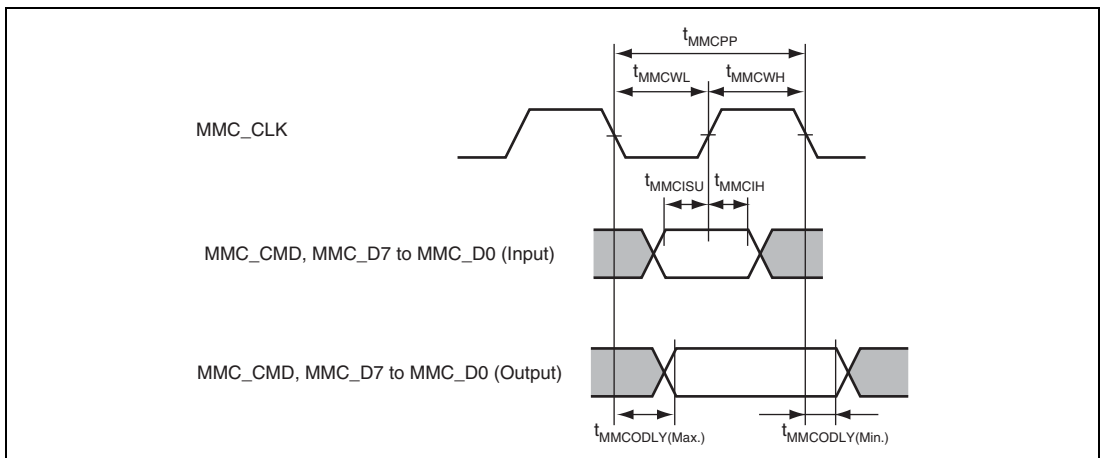 tMMCPP
tMMCWL tMMCWH
MMC_CLK
tMMCISU tMMCIH
MMC_CMD, MMC_D7 to MMC_D0 (Input)
MMC_CMD, MMC_D7 to MMC_D0 (Output)
tMMCODLY(Max.) tMMCODLY(Min.)